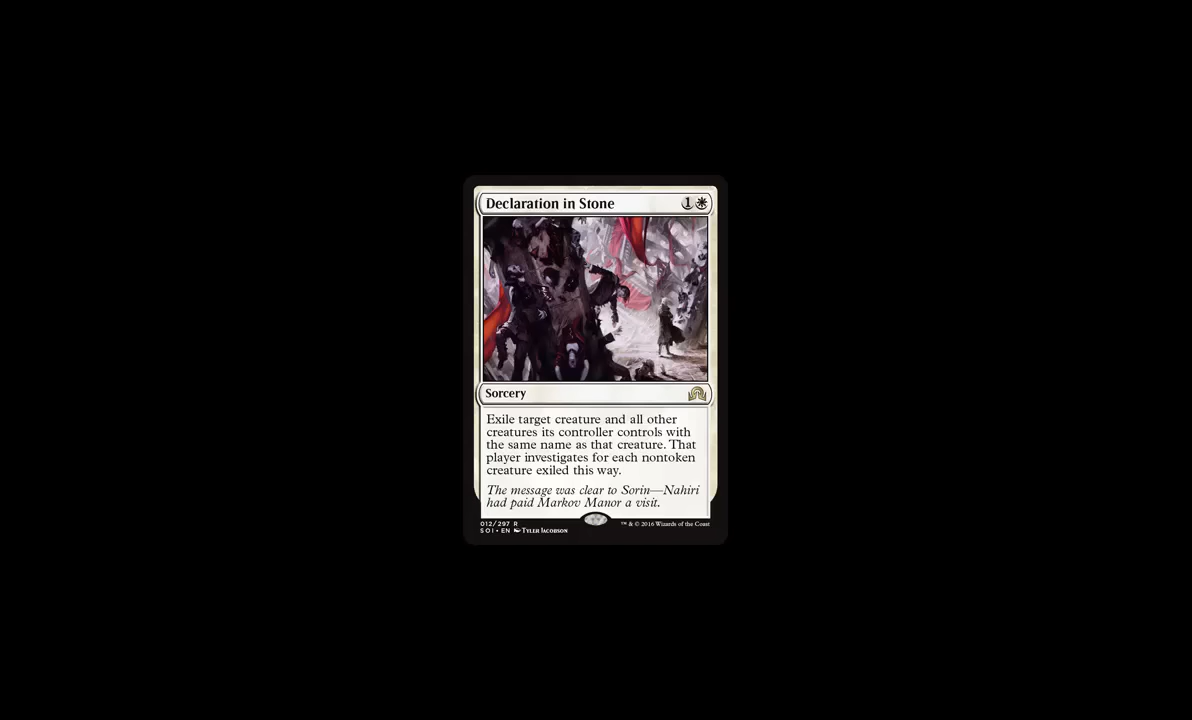 Declaration in Stone 1
Sorcery
Exile target creature and all other
creatures its controller controls with
the same name as that creature. That
player investigates for each nontoken
creature exiled this way.
The message was clear to Sorin—Nahiri
had paid Markov Manor a visit.
012/297 R
SOI • EN Tyler Jacobson
™ & © 2016 Wizards of the Coast